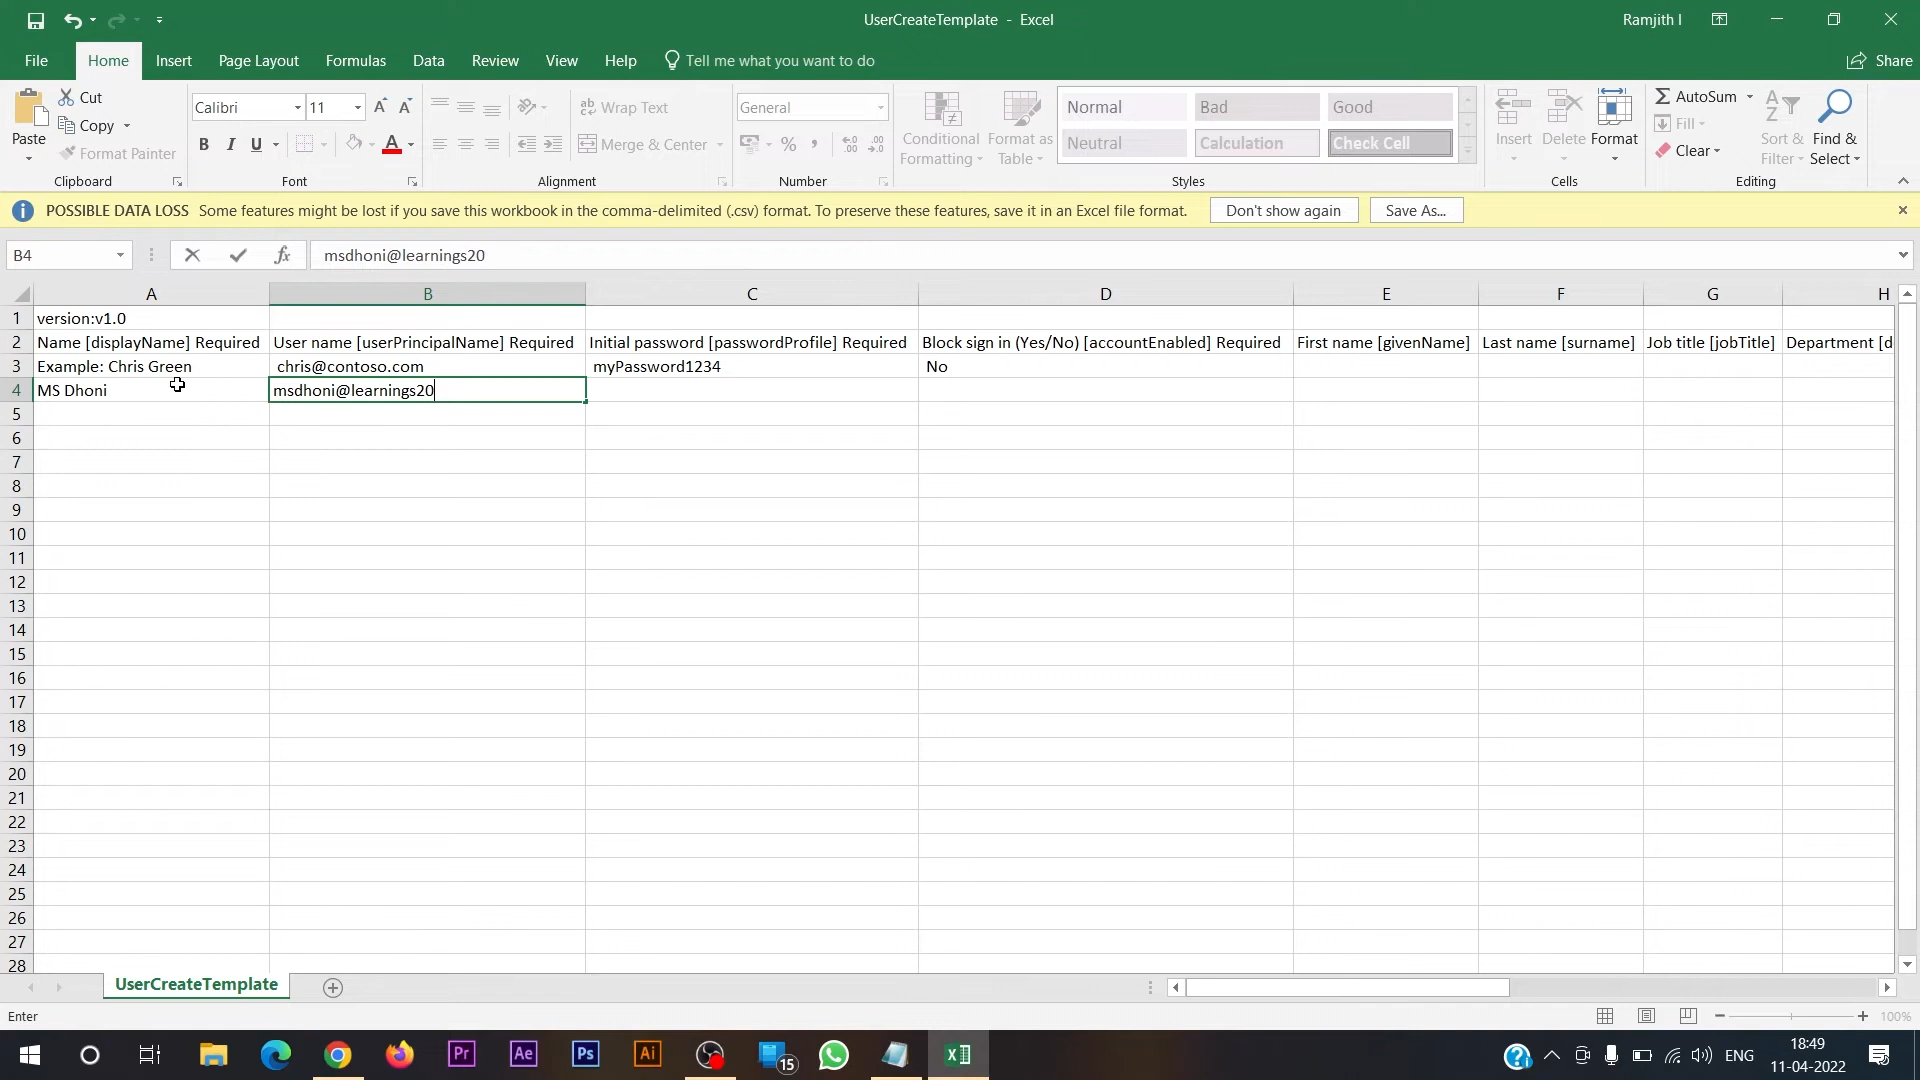 UserCreateTemplate - Excel
Ramjith I
File Home Insert Page Layout Formulas Data Review View Help Tell me what you want to do Share
Paste
Cut
Copy
Format Painter
Clipboard
Calibri 11
B I U A
Font
Wrap Text
Merge & Center
Alignment
General
%
Number
Conditional Formatting
Format as Table
Normal Bad Good
Neutral Calculation Check Cell
Styles
Insert Delete Format
Cells
AutoSum
Fill
Clear
Sort & Filter
Find & Select
Editing
POSSIBLE DATA LOSS Some features might be lost if you save this workbook in the comma-delimited (.csv) format. To preserve these features, save it in an Excel file format. Don't show again Save As...
B4 fx msdhoni@learnings20
A B C D E F G H
1 version:v1.0
2 Name [displayName] Required User name [userPrincipalName] Required Initial password [passwordProfile] Required Block sign in (Yes/No) [accountEnabled] Required First name [givenName] Last name [surname] Job title [jobTitle] Department [d
3 Example: Chris Green chris@contoso.com myPassword1234 No
4 MS Dhoni msdhoni@learnings20
5
6
7
8
9
10
11
12
13
14
15
16
17
18
19
20
21
22
23
24
25
26
27
28
UserCreateTemplate
Enter
100%
Pr Ae Ps Ai 15
ENG
18:49
11-04-2022